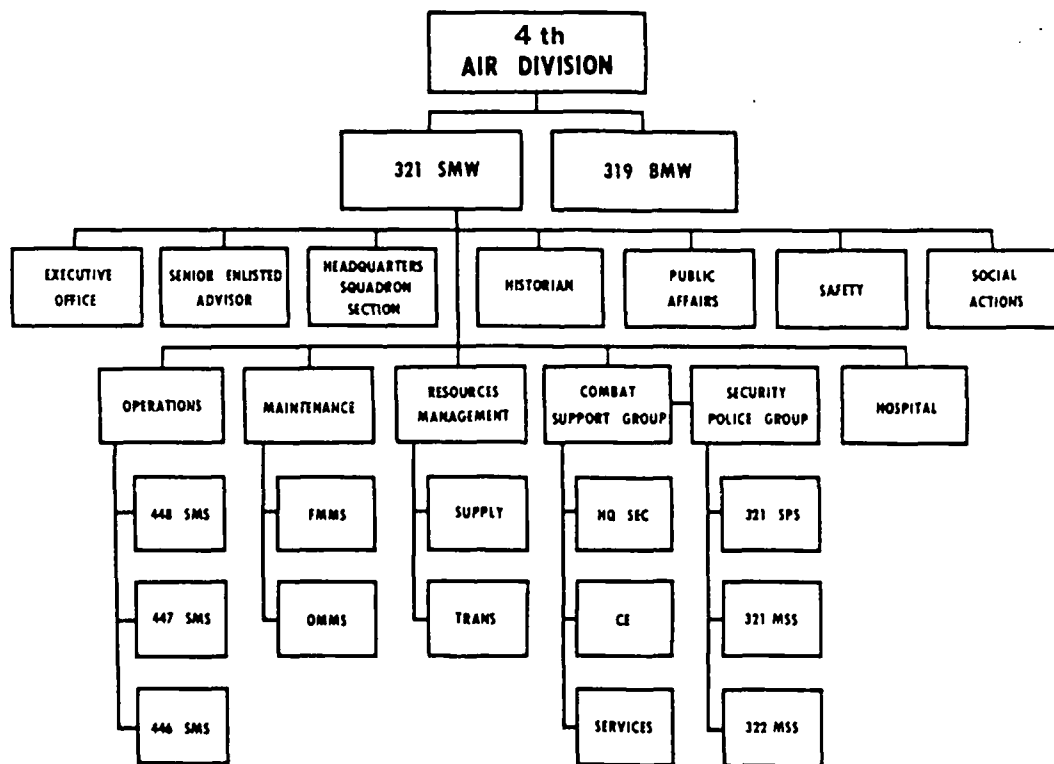 4 th
AIR DIVISION
321 SMW
319 BMW
EXECUTIVE
OFFICE
SENIOR ENLISTED
ADVISOR
HEADQUARTERS
SQUADRON
SECTION
HISTORIAN
PUBLIC
AFFAIRS
SAFETY
SOCIAL
ACTIONS
OPERATIONS
MAINTENANCE
RESOURCES
MANAGEMENT
COMBAT
SUPPORT GROUP
SECURITY
POLICE GROUP
HOSPITAL
448 SMS
FMMS
SUPPLY
HQ SEC
321 SPS
447 SMS
OMMS
TRANS
CE
321 MSS
446 SMS
SERVICES
322 MSS